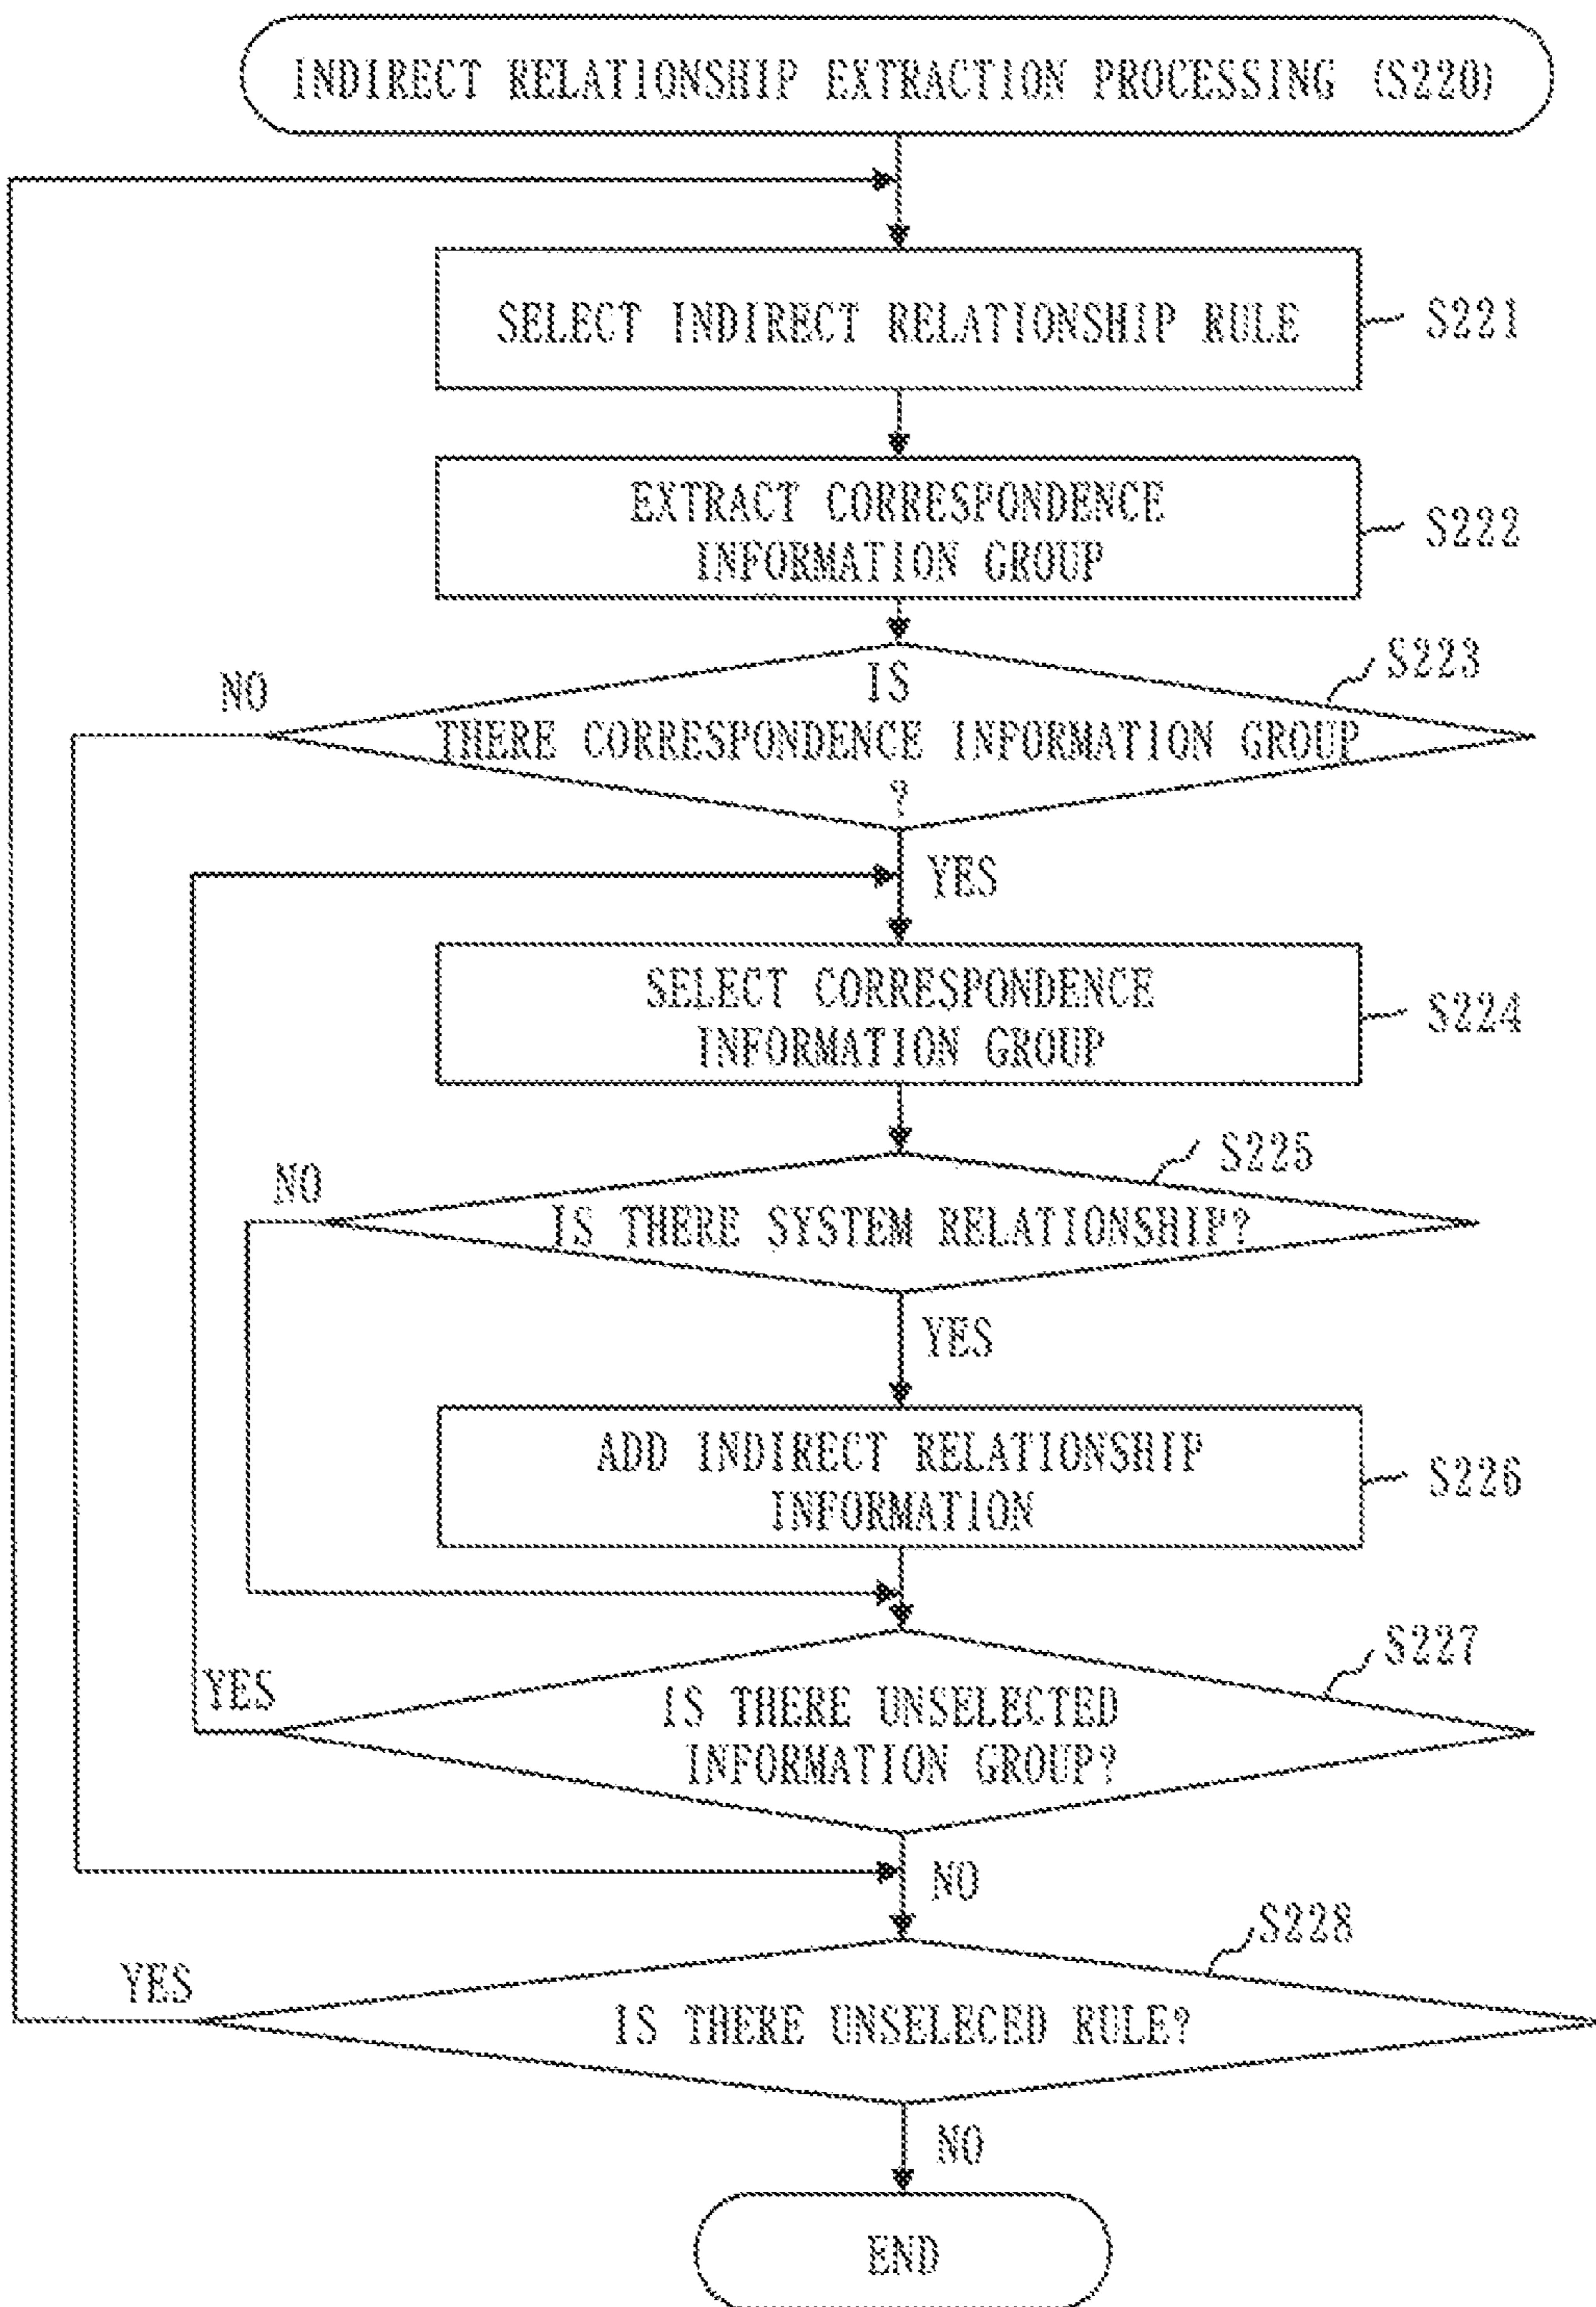 INDIRECT RELATIONSHIP EXTRACTION PROCESSING (S220)
SELECT INDIRECT RELATIONSHIP RULE
S221
EXTRACT CORRESPONDENCE
INFORMATION GROUP
S222
S223
NO
IS
THERE CORRESPONDENCE INFORMATION GROUP
?
YES
SELECT CORRESPONDENCE
INFORMATION GROUP
S224
S225
NO
IS THERE SYSTEM RELATIONSHIP?
YES
ADD INDIRECT RELATIONSHIP
INFORMATION
S226
S227
YES
IS THERE UNSELECTED
INFORMATION GROUP?
NO
S228
YES
IS THERE UNSELECED RULE?
NO
END